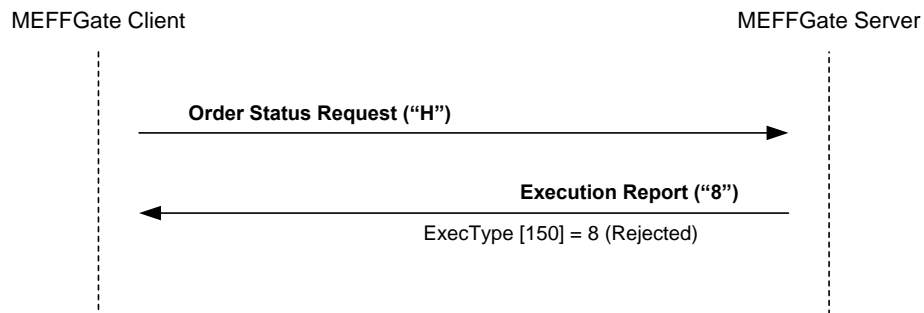 MEFFGate Client
MEFFGate Server
Order Status Request (“H”)
Execution Report (“8”)
ExecType [150] = 8 (Rejected)